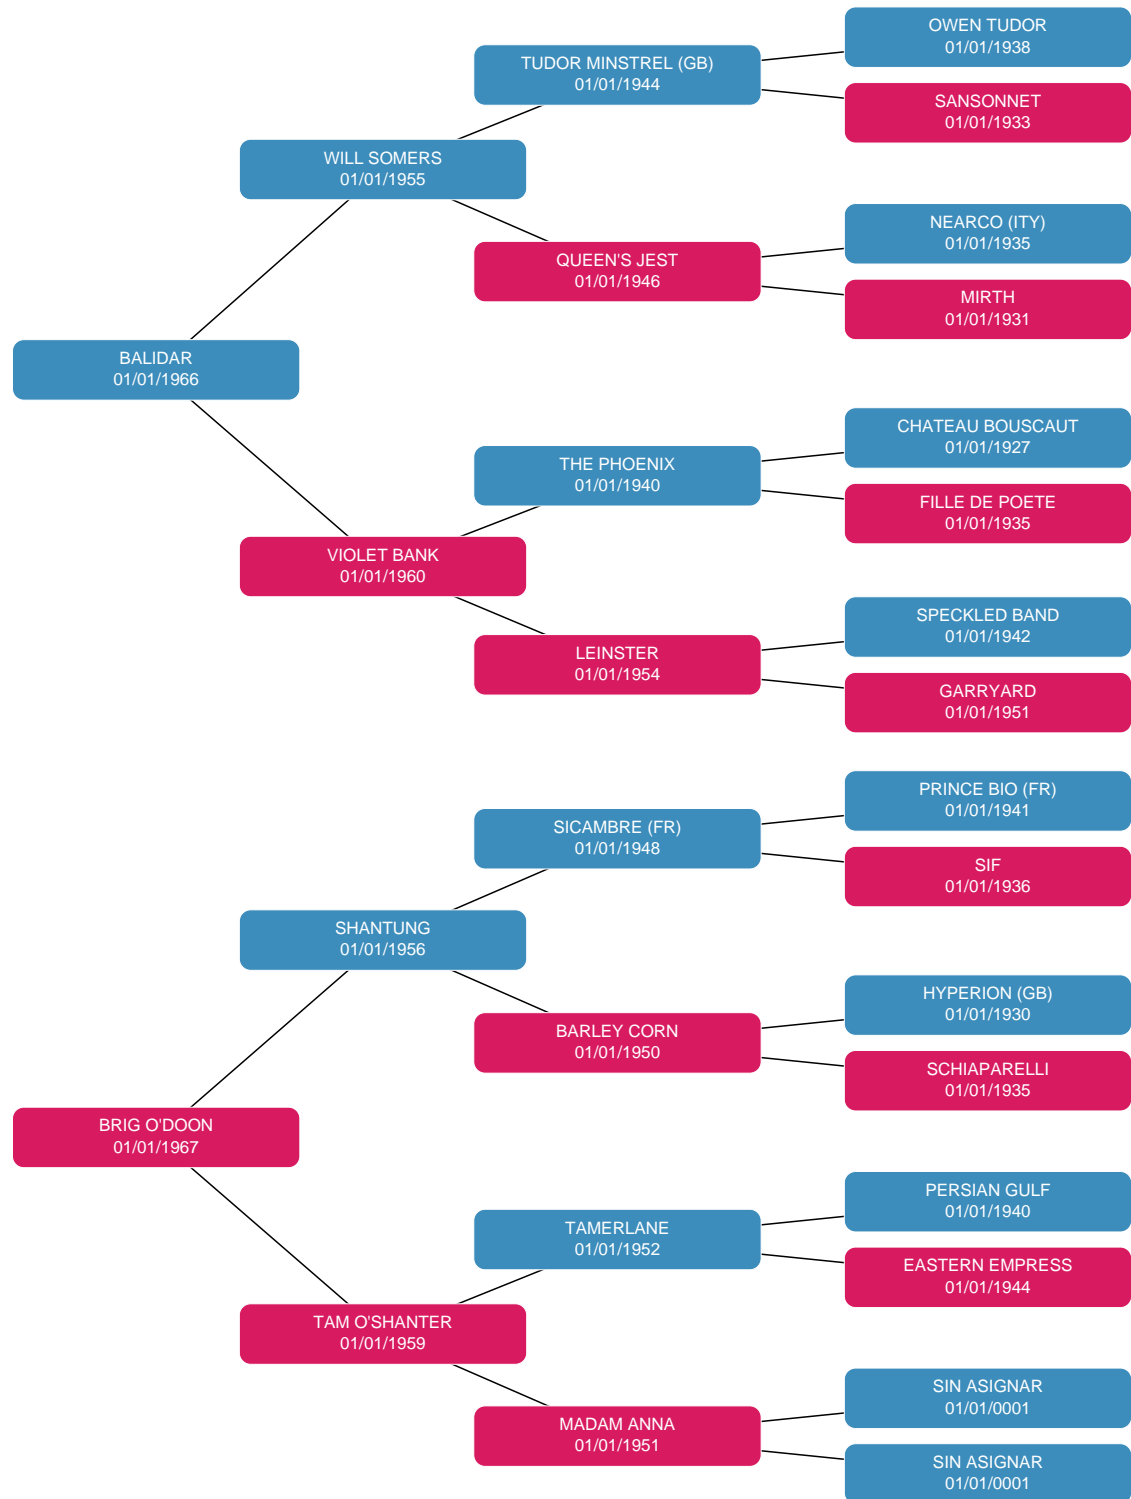 OWEN TUDOR
01/01/1938
TUDOR MINSTREL (GB)
01/01/1944
SANSONNET
01/01/1933
WILL SOMERS
01/01/1955
NEARCO (ITY)
01/01/1935
QUEEN'S JEST
01/01/1946
MIRTH
01/01/1931
BALIDAR
01/01/1966
CHATEAU BOUSCAUT
01/01/1927
THE PHOENIX
01/01/1940
FILLE DE POETE
01/01/1935
VIOLET BANK
01/01/1960
SPECKLED BAND
01/01/1942
LEINSTER
01/01/1954
GARRYARD
01/01/1951
PRINCE BIO (FR)
01/01/1941
SICAMBRE (FR)
01/01/1948
SIF
01/01/1936
SHANTUNG
01/01/1956
HYPERION (GB)
01/01/1930
BARLEY CORN
01/01/1950
SCHIAPARELLI
01/01/1935
BRIG O'DOON
01/01/1967
PERSIAN GULF
01/01/1940
TAMERLANE
01/01/1952
EASTERN EMPRESS
01/01/1944
TAM O'SHANTER
01/01/1959
SIN ASIGNAR
01/01/0001
MADAM ANNA
01/01/1951
SIN ASIGNAR
01/01/0001